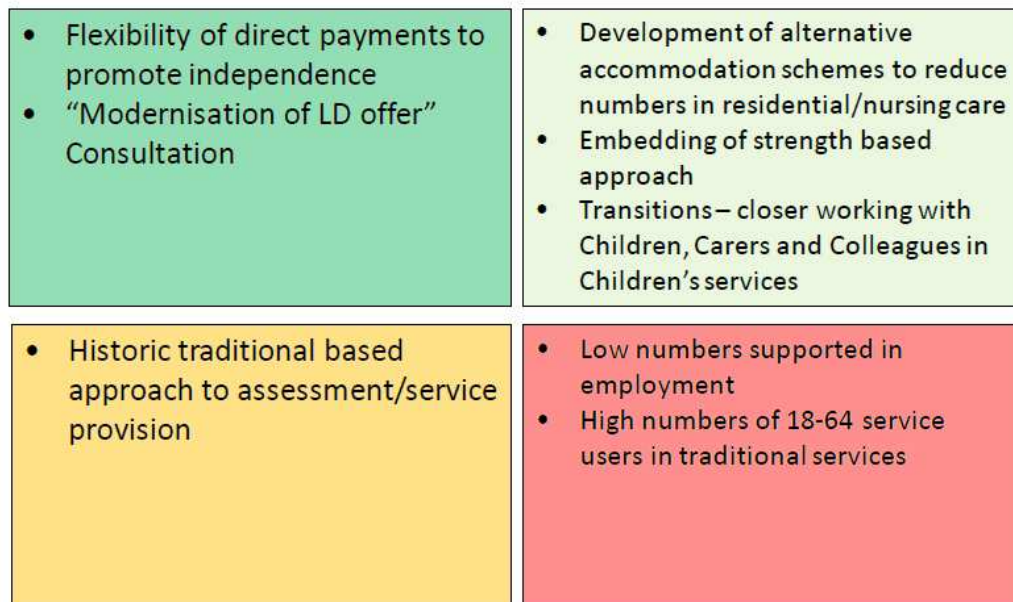 • Flexibility of direct payments to
promote independence
• “Modernisation of LD offer”
Consultation
• Development of alternative
accommodation schemes to reduce
numbers in residential/nursing care
• Embedding of strength based
approach
• Transitions – closer working with
Children, Carers and Colleagues in
Children’s services
• Historic traditional based
approach to assessment/service
provision
• Low numbers supported in
employment
• High numbers of 18-64 service
users in traditional services